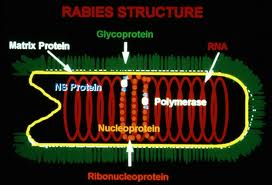 RABIES STRUCTURE
Glycoprotein
Matrix Protein
RNA
NS Protein
Polymerase
Nucleoprotein
Ribonucleoprotein